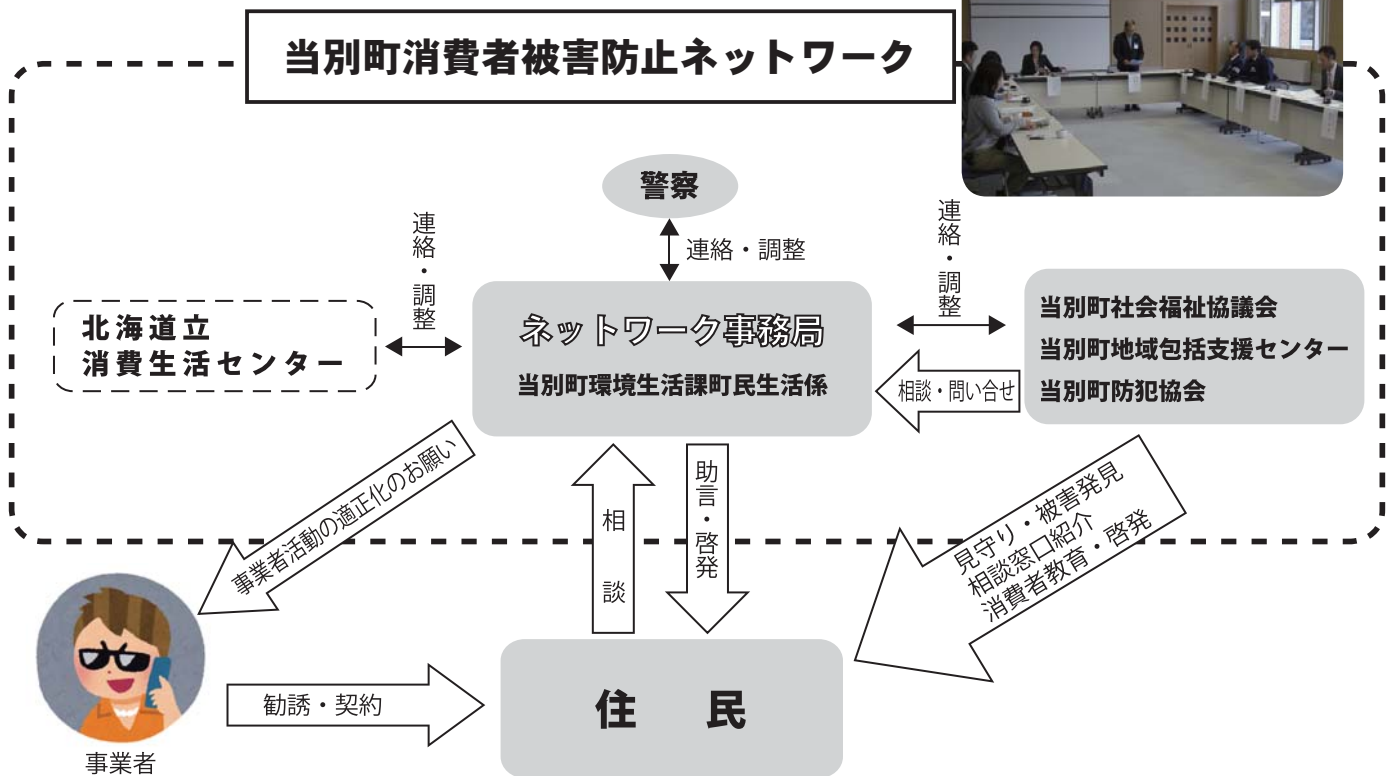 当別町消費者被害防止ネットワーク
警察
連絡・調整
連絡・調整
連絡・調整
北海道立
消費生活センター
ネットワーク事務局
当別町環境生活課町民生活係
当別町社会福祉協議会
当別町地域包括支援センター
当別町防犯協会
相談・問い合せ
事業者活動の適正化のお願い
相談
助言・啓発
見守り・被害発見
相談窓口紹介
消費者教育・啓発
勧誘・契約
住民
事業者